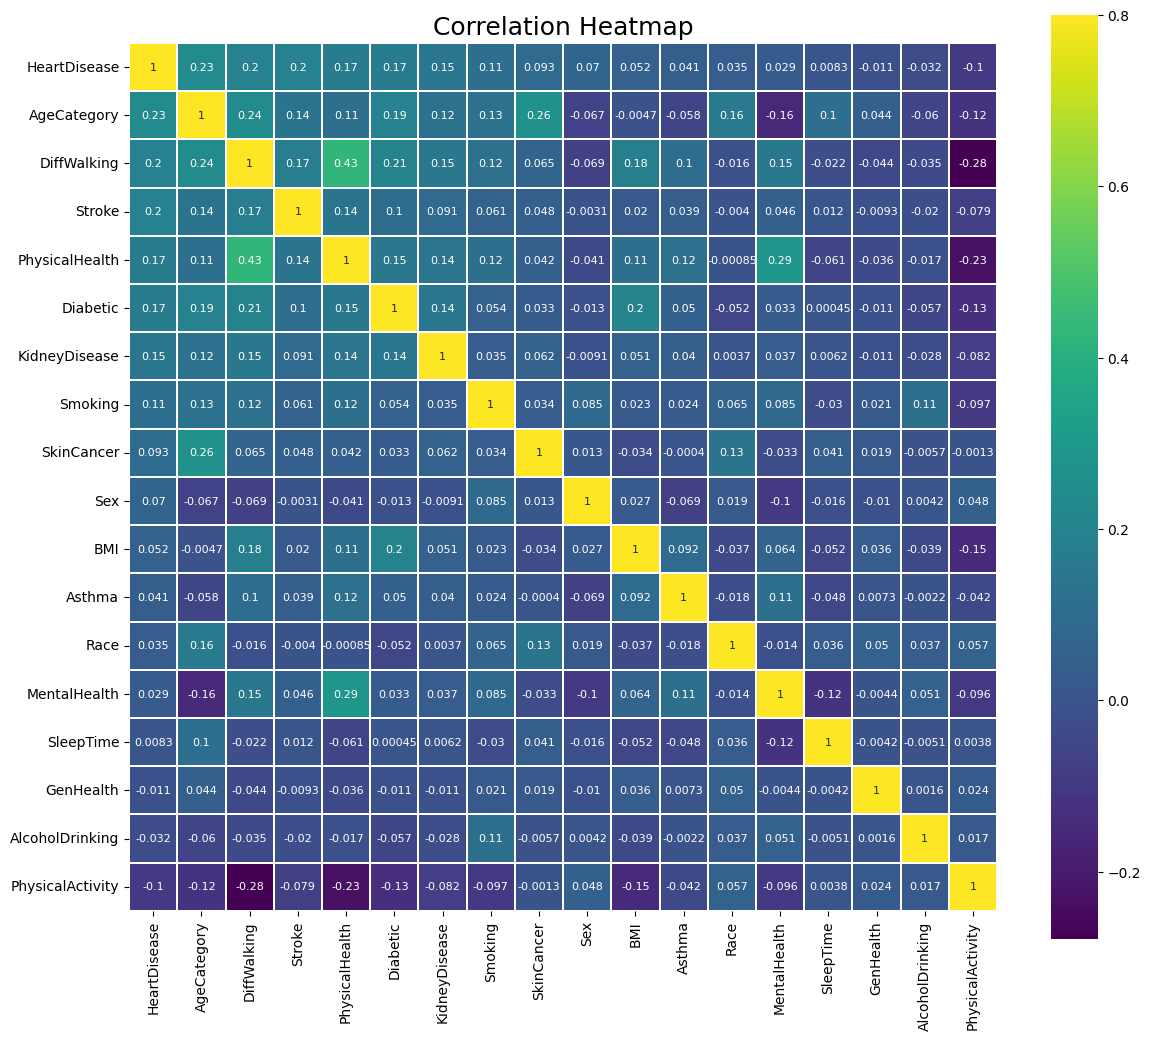 Correlation Heatmap
HeartDisease 1 0.23 0.2 0.2 0.17 0.17 0.15 0.11 0.093 0.07 0.052 0.041 0.035 0.029 0.0083 -0.011 -0.032 -0.1
AgeCategory 0.23 1 0.24 0.14 0.11 0.19 0.12 0.13 0.26 -0.067 -0.0047 -0.058 0.16 -0.16 0.1 0.044 -0.06 -0.12
DiffWalking 0.2 0.24 1 0.17 0.43 0.21 0.15 0.12 0.065 -0.069 0.18 0.1 -0.016 0.15 -0.022 -0.044 -0.035 -0.28
Stroke 0.2 0.14 0.17 1 0.14 0.1 0.091 0.061 0.048 -0.0031 0.02 0.039 -0.004 0.046 0.012 -0.0093 -0.02 -0.079
PhysicalHealth 0.17 0.11 0.43 0.14 1 0.15 0.14 0.12 0.042 -0.041 0.11 0.12 -0.00085 0.29 -0.061 -0.036 -0.017 -0.23
Diabetic 0.17 0.19 0.21 0.1 0.15 1 0.14 0.054 0.033 -0.013 0.2 0.05 -0.052 0.033 0.00045 -0.011 -0.057 -0.13
KidneyDisease 0.15 0.12 0.15 0.091 0.14 0.14 1 0.035 0.062 -0.0091 0.051 0.04 0.0037 0.037 0.0062 -0.011 -0.028 -0.082
Smoking 0.11 0.13 0.12 0.061 0.12 0.054 0.035 1 0.034 0.085 0.023 0.024 0.065 0.085 -0.03 0.021 0.11 -0.097
SkinCancer 0.093 0.26 0.065 0.048 0.042 0.033 0.062 0.034 1 0.013 -0.034 -0.0004 0.13 -0.033 0.041 0.019 -0.0057 -0.0013
Sex 0.07 -0.067 -0.069 -0.0031 -0.041 -0.013 -0.0091 0.085 0.013 1 0.027 -0.069 0.019 -0.1 -0.016 -0.01 0.0042 0.048
BMI 0.052 -0.0047 0.18 0.02 0.11 0.2 0.051 0.023 -0.034 0.027 1 0.092 -0.037 0.064 -0.052 0.036 -0.039 -0.15
Asthma 0.041 -0.058 0.1 0.039 0.12 0.05 0.04 0.024 -0.0004 -0.069 0.092 1 -0.018 0.11 -0.048 0.0073 -0.0022 -0.042
Race 0.035 0.16 -0.016 -0.004 -0.00085 -0.052 0.0037 0.065 0.13 0.019 -0.037 -0.018 1 -0.014 0.036 0.05 0.037 0.057
MentalHealth 0.029 -0.16 0.15 0.046 0.29 0.033 0.037 0.085 -0.033 -0.1 0.064 0.11 -0.014 1 -0.12 -0.0044 0.051 -0.096
SleepTime 0.0083 0.1 -0.022 0.012 -0.061 0.00045 0.0062 -0.03 0.041 -0.016 -0.052 -0.048 0.036 -0.12 1 -0.0042 -0.0051 0.0038
GenHealth -0.011 0.044 -0.044 -0.0093 -0.036 -0.011 -0.011 0.021 0.019 -0.01 0.036 0.0073 0.05 -0.0044 -0.0042 1 0.0016 0.024
AlcoholDrinking -0.032 -0.06 -0.035 -0.02 -0.017 -0.057 -0.028 0.11 -0.0057 0.0042 -0.039 -0.0022 0.037 0.051 -0.0051 0.0016 1 0.017
PhysicalActivity -0.1 -0.12 -0.28 -0.079 -0.23 -0.13 -0.082 -0.097 -0.0013 0.048 -0.15 -0.042 0.057 -0.096 0.0038 0.024 0.017 1
HeartDisease AgeCategory DiffWalking Stroke PhysicalHealth Diabetic KidneyDisease Smoking SkinCancer Sex BMI Asthma Race MentalHealth SleepTime GenHealth AlcoholDrinking PhysicalActivity
0.8
0.6
0.4
0.2
0.0
−0.2